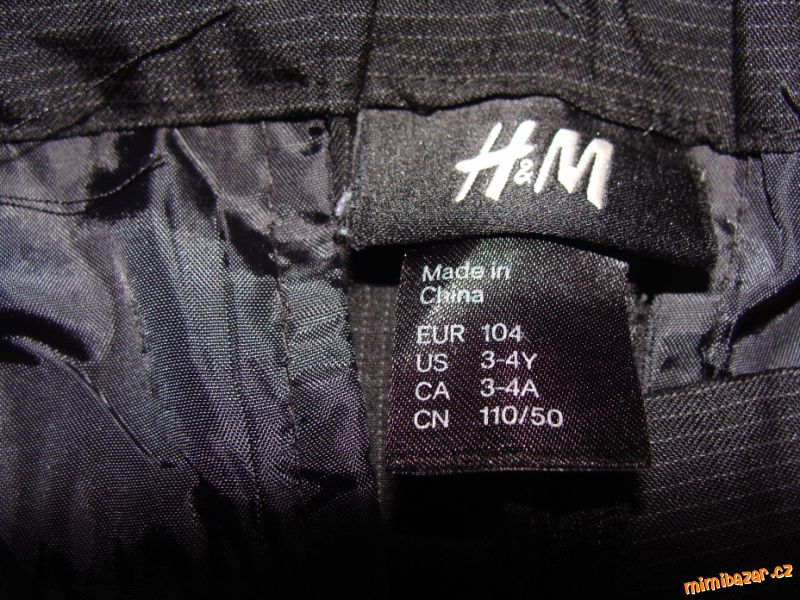 H&M
Made in
China
EUR 104
US 3-4Y
CA 3-4A
CN 110/50
mimibazar.cz